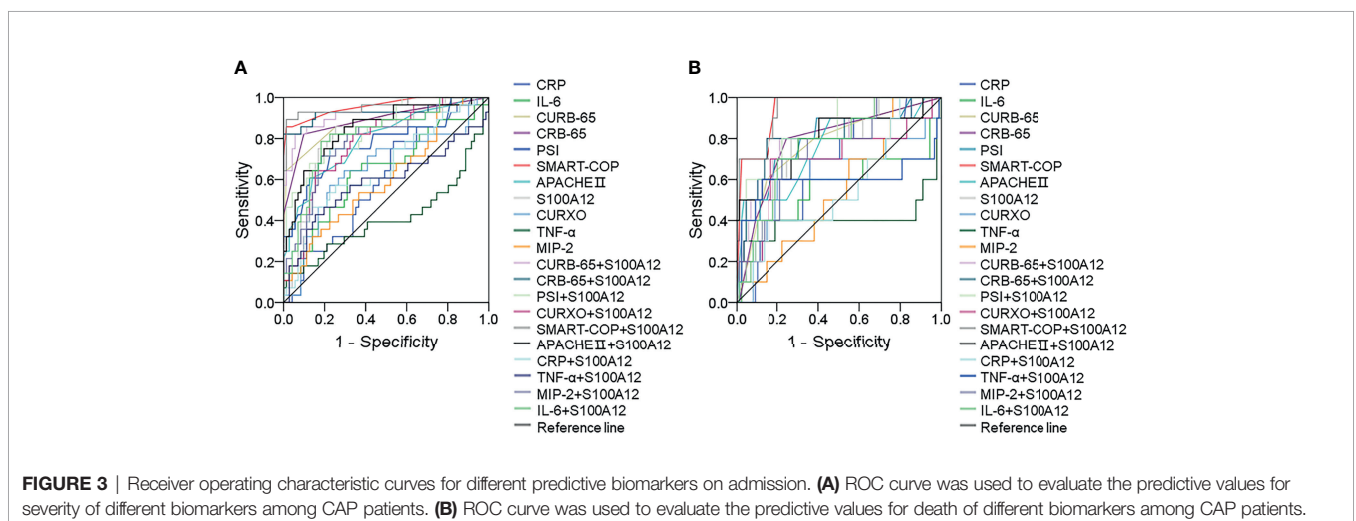 A
1.0
0.8
0.6
0.4
0.2
0.0
Sensitivity
0.0 0.2 0.4 0.6 0.8 1.0
1 - Specificity
CRP
IL-6
CURB-65
CRB-65
PSI
SMART-COP
APACHEⅡ
S100A12
CURXO
TNF-α
MIP-2
CURB-65+S100A12
CRB-65+S100A12
PSI+S100A12
CURXO+S100A12
SMART-COP+S100A12
APACHEⅡ+S100A12
CRP+S100A12
TNF-α+S100A12
MIP-2+S100A12
IL-6+S100A12
Reference line
B
1.0
0.8
0.6
0.4
0.2
0.0
Sensitivity
0.0 0.2 0.4 0.6 0.8 1.0
1 - Specificity
CRP
IL-6
CURB-65
CRB-65
PSI
SMART-COP
APACHEⅡ
S100A12
CURXO
TNF-α
MIP-2
CURB-65+S100A12
CRB-65+S100A12
PSI+S100A12
CURXO+S100A12
SMART-COP+S100A12
APACHEⅡ+S100A12
CRP+S100A12
TNF-α+S100A12
MIP-2+S100A12
IL-6+S100A12
Reference line
FIGURE 3 | Receiver operating characteristic curves for different predictive biomarkers on admission. (A) ROC curve was used to evaluate the predictive values for
severity of different biomarkers among CAP patients. (B) ROC curve was used to evaluate the predictive values for death of different biomarkers among CAP patients.